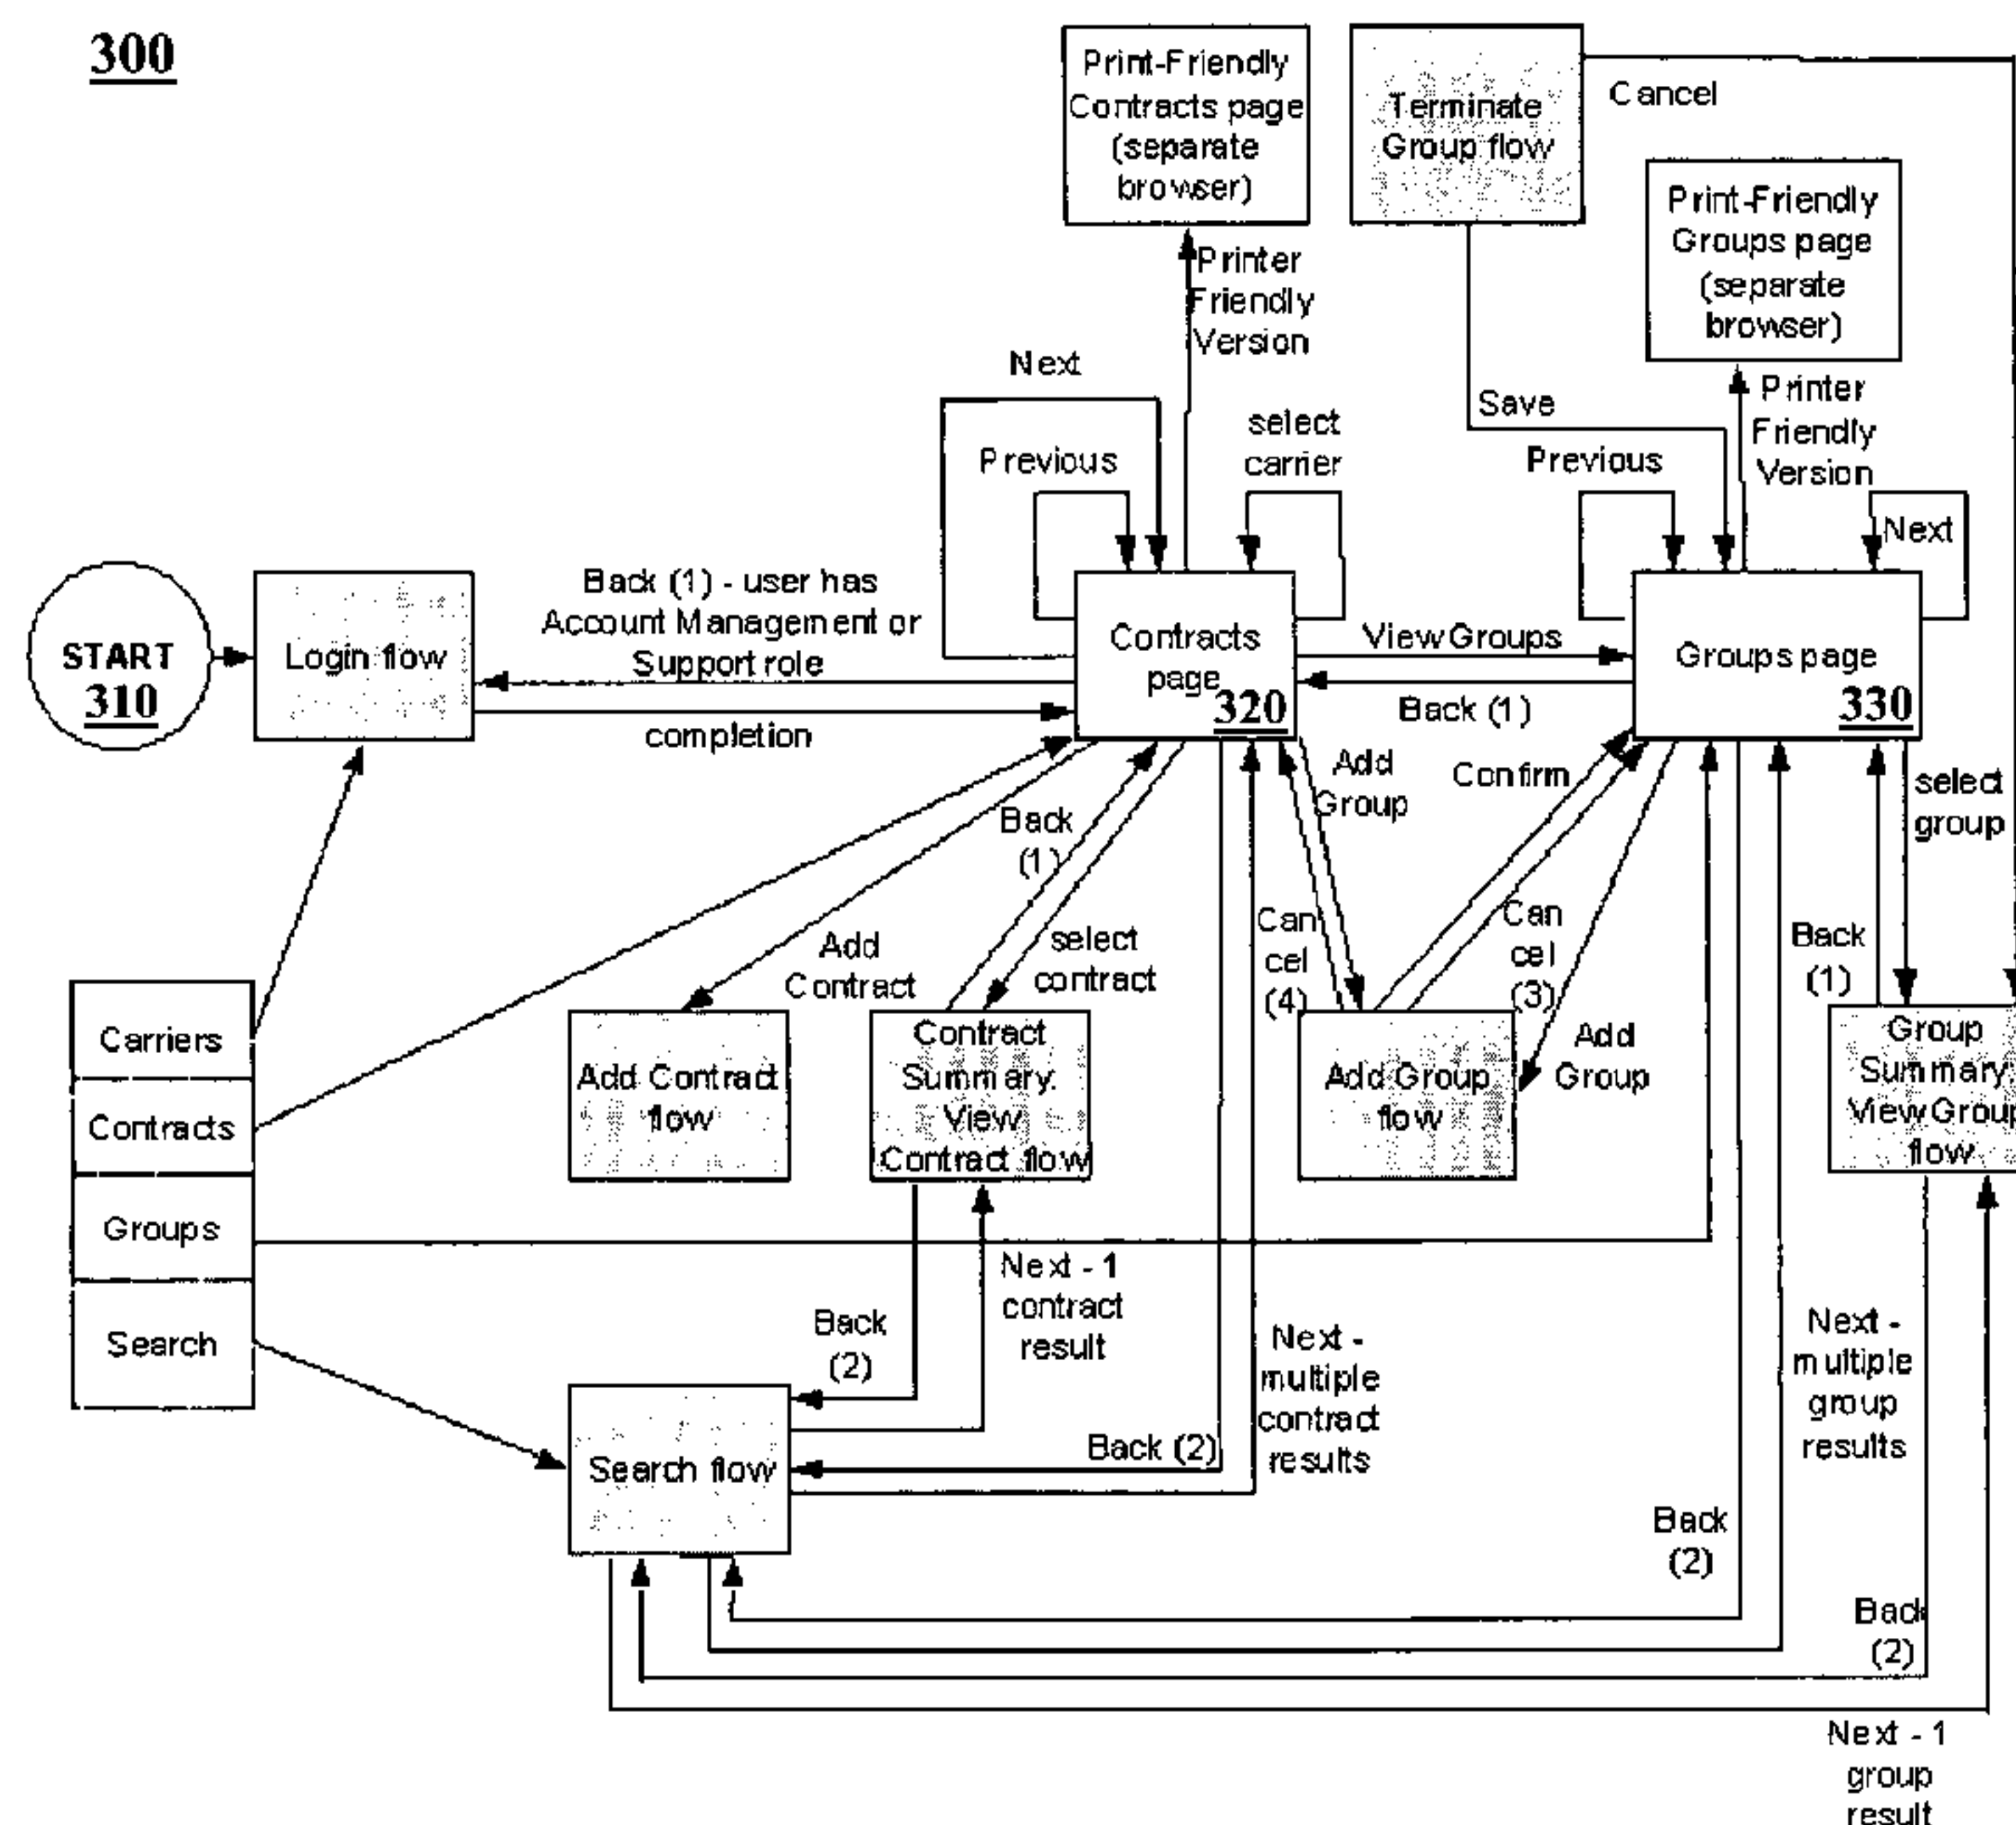 300
Print-Friendly
Contracts page
(separate
browser)
Terminate
Group flow
Cancel
Print-Friendly
Groups page
(separate
browser)
Printer
Friendly
Version
Printer
Friendly
Version
Next
Previous
select
carrier
Save
Previous
Next
START
310
Login flow
Back (1) - user has
Account Management or
Support role
completion
Contracts
page
320
View Groups
Back (1)
Groups page
330
Add
Group
Confirm
select
group
Back
(1)
Add
Contract
select
contract
Can
cel
(4)
Can
cel
(3)
Add
Group
Back
(1)
Carriers
Contracts
Groups
Search
Add Contract
flow
Contract
Summary:
View
Contract flow
Add Group
flow
Group
Summary:
View Group
flow
Next - 1
contract
result
Back
(2)
Next -
multiple
contract
results
Next -
multiple
group
results
Search flow
Back (2)
Back
(2)
Back
(2)
Next - 1
group
result